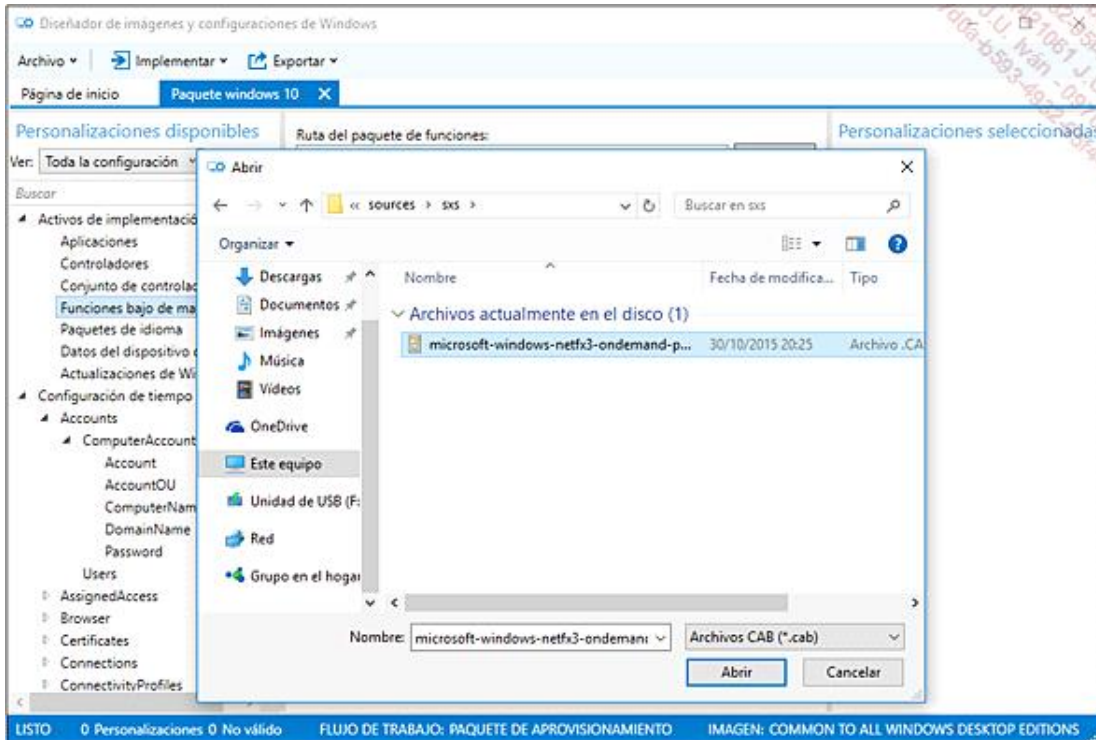 Diseñador de imágenes y configuraciones de Windows
Archivo Implementar Exportar
Página de inicio Paquete windows 10
Personalizaciones disponibles
Ruta del paquete de funciones:
Personalizaciones seleccionadas
Ver: Toda la configuración
Buscar
Activos de implementació
Aplicaciones
Controladores
Conjunto de controlad
Funciones bajo de ma
Paquetes de idioma
Datos del dispositivo
Actualizaciones de Wi
Configuración de tiempo
Accounts
ComputerAccount
Account
AccountOU
ComputerNam
DomainName
Password
Users
AssignedAccess
Browser
Certificates
Connections
ConnectivityProfiles
Abrir
« sources › sxs ›
Buscar en sxs
Organizar
Descargas
Documentos
Imágenes
Música
Vídeos
OneDrive
Este equipo
Unidad de USB (F:
Red
Grupo en el hogar
Nombre Fecha de modifica... Tipo
Archivos actualmente en el disco (1)
microsoft-windows-netfx3-ondemand-p... 30/10/2015 20:25 Archivo .CA
Nombre: microsoft-windows-netfx3-ondeman Archivos CAB (*.cab)
Abrir Cancelar
LISTO 0 Personalizaciones 0 No válido FLUJO DE TRABAJO: PAQUETE DE APROVISIONAMIENTO IMAGEN: COMMON TO ALL WINDOWS DESKTOP EDITIONS